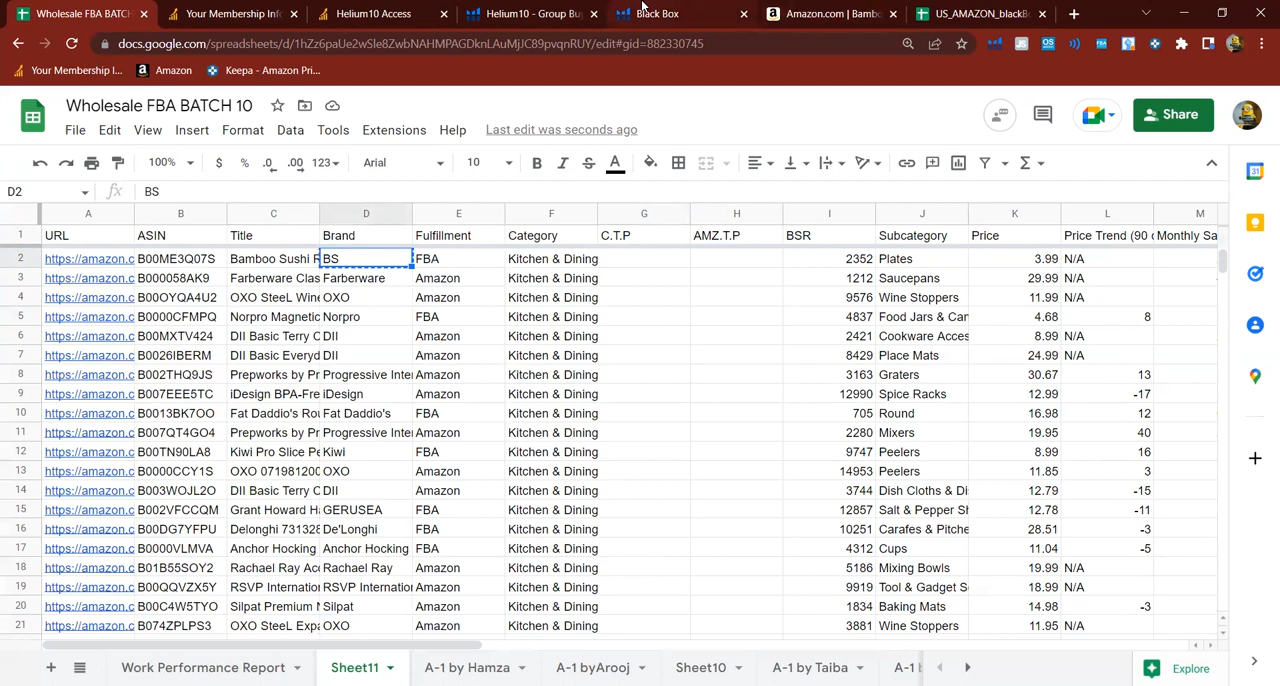 Wholesale FBA BATCH
Your Membership Inf
Helium10 Access
Helium10 - Group Bu
Black Box
Amazon.com | Bambo
US_AMAZON_blackB
docs.google.com/spreadsheets/d/1hZz6paUe2wSle8ZwbNAHMPAGDknLAuMjJC89pvqnRUY/edit#gid=882330745
Your Membership I...
Amazon
Keepa - Amazon Pri...
Wholesale FBA BATCH 10
File Edit View Insert Format Data Tools Extensions Help Last edit was seconds ago
Share
100% $ % .0 .00 123 Arial 10 B I S A
D2 fx BS
A B C D E F G H I J K L M
1 URL ASIN Title Brand Fulfillment Category C.T.P AMZ.T.P BSR Subcategory Price Price Trend (90 Monthly Sa
2 https://amazon.c B00ME3Q07S Bamboo Sushi R BS FBA Kitchen & Dining 2352 Plates 3.99 N/A
3 https://amazon.c B000058AK9 Farberware Clas Farberware Amazon Kitchen & Dining 1212 Saucepans 29.99 N/A
4 https://amazon.c B00OYQA4U2 OXO SteeL Wine OXO Amazon Kitchen & Dining 9576 Wine Stoppers 11.99 N/A
5 https://amazon.c B0000CFMPQ Norpro Magnetic Norpro FBA Kitchen & Dining 4837 Food Jars & Can 4.68 8
6 https://amazon.c B00MXTV424 DII Basic Terry C DII Amazon Kitchen & Dining 2421 Cookware Acces 8.99 N/A
7 https://amazon.c B0026IBERM DII Basic Everyd DII Amazon Kitchen & Dining 8429 Place Mats 24.99 N/A
8 https://amazon.c B002THQ9JS Prepworks by Pr Progressive Inter Amazon Kitchen & Dining 3163 Graters 30.67 13
9 https://amazon.c B007EEE5TC iDesign BPA-Fre iDesign Amazon Kitchen & Dining 12990 Spice Racks 12.99 -17
10 https://amazon.c B0013BK7OO Fat Daddio's Rou Fat Daddio's FBA Kitchen & Dining 705 Round 16.98 12
11 https://amazon.c B007QT4GO4 Prepworks by Pr Progressive Inter Amazon Kitchen & Dining 2280 Mixers 19.95 40
12 https://amazon.c B00TN90LA8 Kiwi Pro Slice Pe Kiwi FBA Kitchen & Dining 9747 Peelers 8.99 16
13 https://amazon.c B0000CCY1S OXO 071981200 OXO Amazon Kitchen & Dining 14953 Peelers 11.85 3
14 https://amazon.c B003WOJL2O DII Basic Terry C DII Amazon Kitchen & Dining 3744 Dish Cloths & Di 12.79 -15
15 https://amazon.c B002VFCCQM Grant Howard Ha GERUSEA FBA Kitchen & Dining 12857 Salt & Pepper Sh 12.78 -11
16 https://amazon.c B00DG7YFPU Delonghi 731328 De'Longhi FBA Kitchen & Dining 10251 Carafes & Pitche 28.51 -3
17 https://amazon.c B0000VLMVA Anchor Hocking Anchor Hocking FBA Kitchen & Dining 4312 Cups 11.04 -5
18 https://amazon.c B01B55SOY2 Rachael Ray Ac Rachael Ray Amazon Kitchen & Dining 5186 Mixing Bowls 19.99 N/A
19 https://amazon.c B00QQVZX5Y RSVP Internation RSVP Internation Amazon Kitchen & Dining 9919 Tool & Gadget S 18.99 N/A
20 https://amazon.c B00C4W5TYO Silpat Premium N Silpat Amazon Kitchen & Dining 1834 Baking Mats 14.98 -3
21 https://amazon.c B074ZPLPS3 OXO SteeL Expa OXO Amazon Kitchen & Dining 3881 Wine Stoppers 11.95 N/A
Work Performance Report Sheet11 A-1 by Hamza A-1 byArooj Sheet10 A-1 by Taiba A-1 Explore